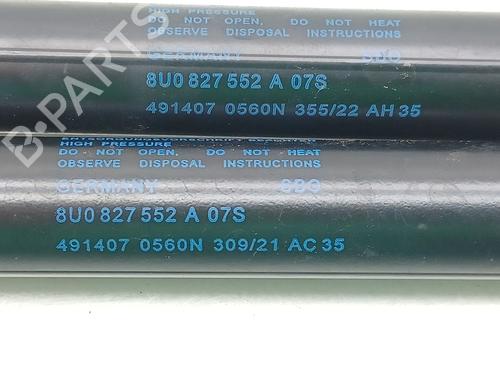 HIGH PRESSURE
DO NOT OPEN, DO NOT HEAT
OBSERVE DISPOSAL INSTRUCTIONS
GERMANY
8U0 827 552 A 07S
491407 0560N 355/22 AH 35
HIGH PRESSURE
DO NOT OPEN, DO NOT HEAT
OBSERVE DISPOSAL INSTRUCTIONS
GERMANY
8U0 827 552 A 07S
491407 0560N 309/21 AC 35
B-PARTS